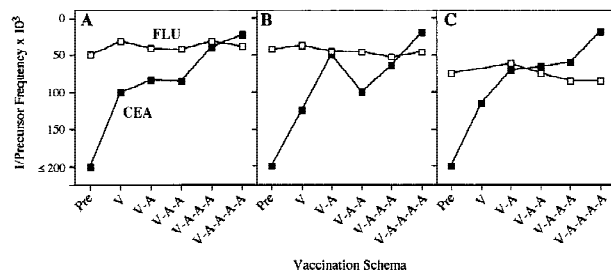 1/Precursor Frequency x 10³
0
50
100
150
≤ 200
A
FLU
CEA
B
C
Pre
V
V-A
V-A-A
V-A-A-A
V-A-A-A-A
Pre
V
V-A
V-A-A
V-A-A-A
V-A-A-A-A
Pre
V
V-A
V-A-A
V-A-A-A
V-A-A-A-A
Vaccination Schema